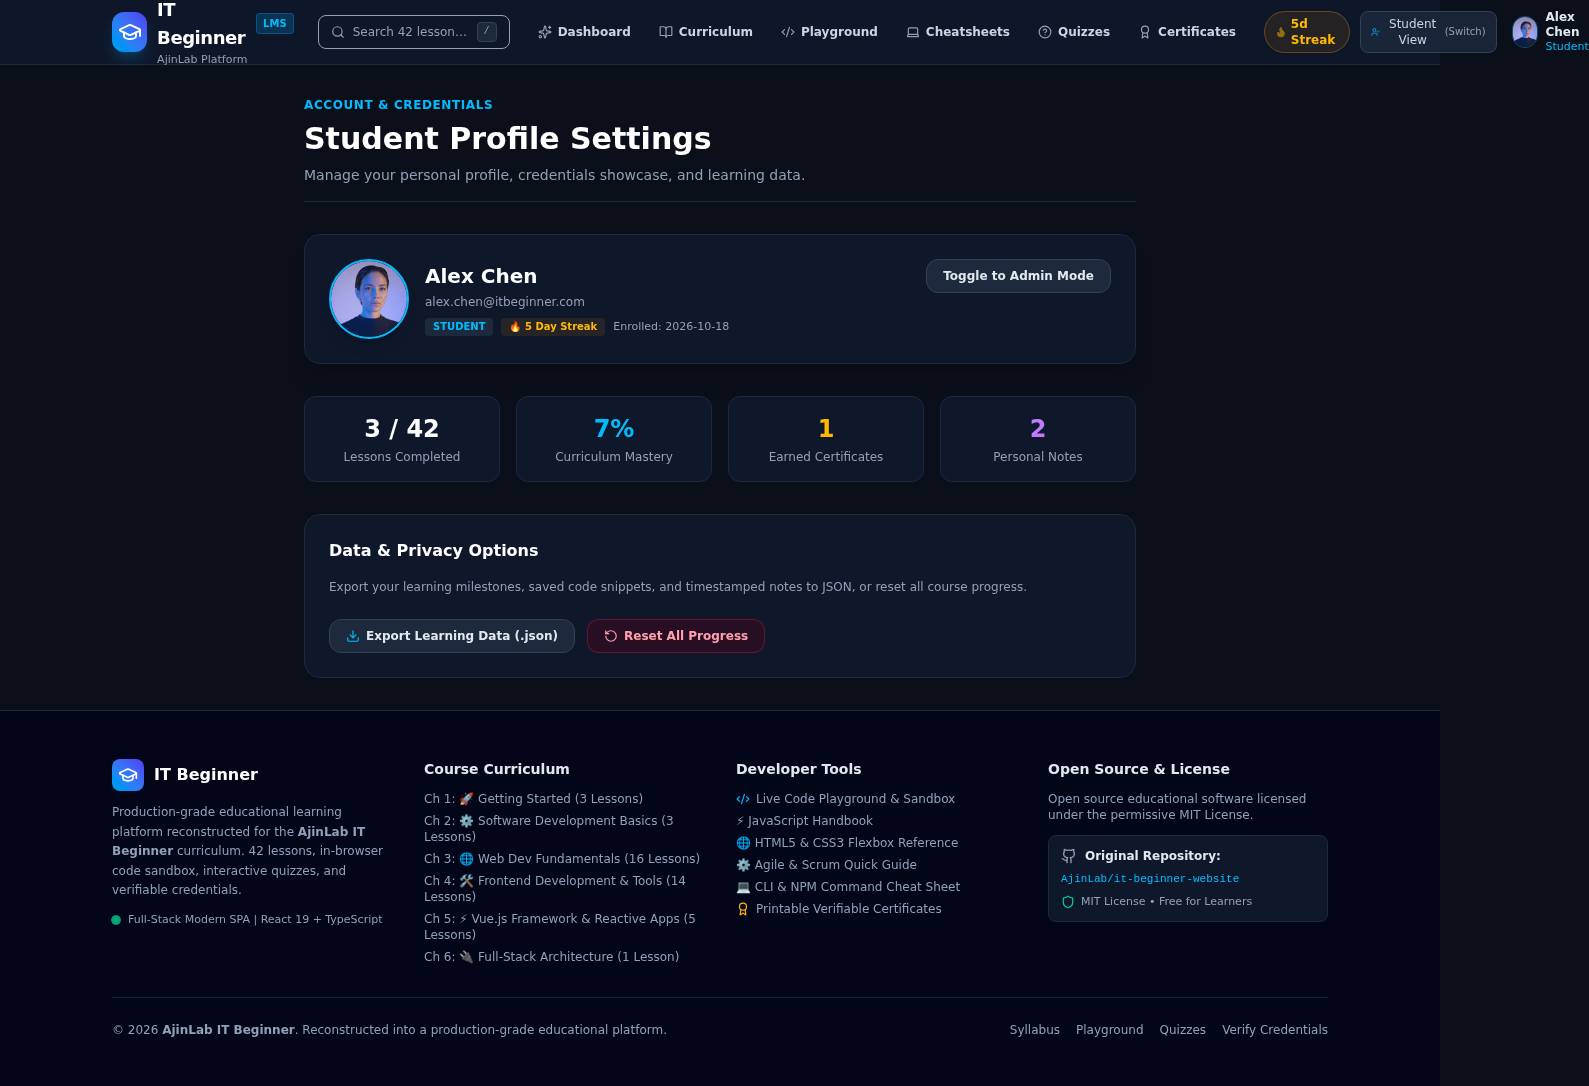 IT
Beginner
LMS
AjinLab Platform
Search 42 lesson...
/
Dashboard
Curriculum
Playground
Cheatsheets
Quizzes
Certificates
5d
Streak
Student
View
(Switch)
Alex
Chen
Student
ACCOUNT & CREDENTIALS
Student Profile Settings
Manage your personal profile, credentials showcase, and learning data.
Alex Chen
alex.chen@itbeginner.com
STUDENT
🔥 5 Day Streak
Enrolled: 2026-10-18
Toggle to Admin Mode
3 / 42
Lessons Completed
7%
Curriculum Mastery
1
Earned Certificates
2
Personal Notes
Data & Privacy Options
Export your learning milestones, saved code snippets, and timestamped notes to JSON, or reset all course progress.
Export Learning Data (.json)
Reset All Progress
IT Beginner
Production-grade educational learning
platform reconstructed for the AjinLab IT
Beginner curriculum. 42 lessons, in-browser
code sandbox, interactive quizzes, and
verifiable credentials.
Full-Stack Modern SPA | React 19 + TypeScript
Course Curriculum
Ch 1: 🚀 Getting Started (3 Lessons)
Ch 2: ⚙️ Software Development Basics (3
Lessons)
Ch 3: 🌐 Web Dev Fundamentals (16 Lessons)
Ch 4: 🛠️ Frontend Development & Tools (14
Lessons)
Ch 5: ⚡ Vue.js Framework & Reactive Apps (5
Lessons)
Ch 6: 🔌 Full-Stack Architecture (1 Lesson)
Developer Tools
Live Code Playground & Sandbox
⚡ JavaScript Handbook
🌐 HTML5 & CSS3 Flexbox Reference
⚙️ Agile & Scrum Quick Guide
💻 CLI & NPM Command Cheat Sheet
Printable Verifiable Certificates
Open Source & License
Open source educational software licensed
under the permissive MIT License.
Original Repository:
AjinLab/it-beginner-website
MIT License • Free for Learners
© 2026 AjinLab IT Beginner. Reconstructed into a production-grade educational platform.
Syllabus
Playground
Quizzes
Verify Credentials